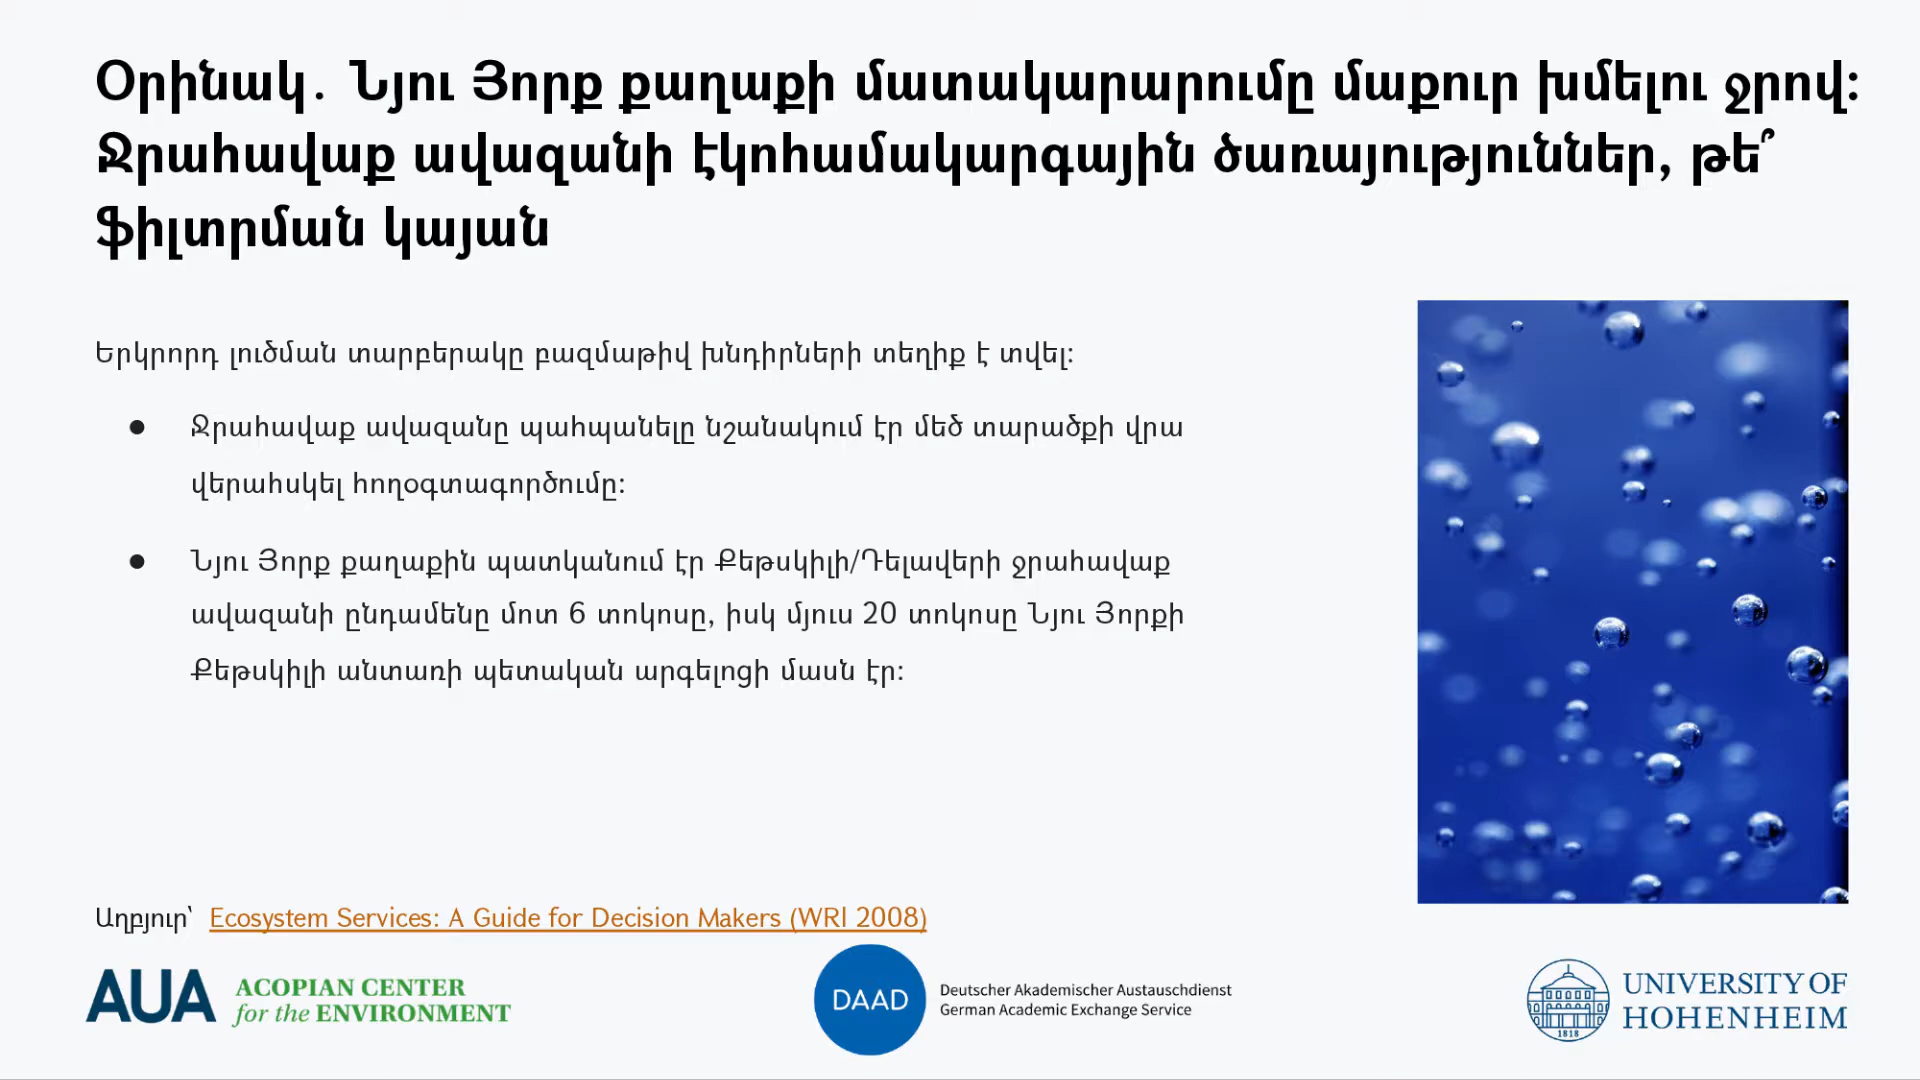 Օրինակ. Նյու Յորք քաղաքի մատակարարումը մաքուր խմելու ջրով:
Ջրահավաք ավազանի էկոհամակարգային ծառայություններ, թե՞
ֆիլտրման կայան
Երկրորդ լուծման տարբերակը բազմաթիվ խնդիրների տեղիք է տվել:
● Ջրահավաք ավազանը պահպանելը նշանակում էր մեծ տարածքի վրա
վերահսկել հողօգտագործումը:
● Նյու Յորք քաղաքին պատկանում էր Քեթսկիլի/Դելավերի ջրահավաք
ավազանի ընդամենը մոտ 6 տոկոսը, իսկ մյուս 20 տոկոսը Նյու Յորքի
Քեթսկիլի անտառի պետական արգելոցի մասն էր:
Աղբյուր՝ Ecosystem Services: A Guide for Decision Makers (WRI 2008)
AUA ACOPIAN CENTER
for the ENVIRONMENT
DAAD
Deutscher Akademischer Austauschdienst
German Academic Exchange Service
1818
UNIVERSITY OF
HOHENHEIM